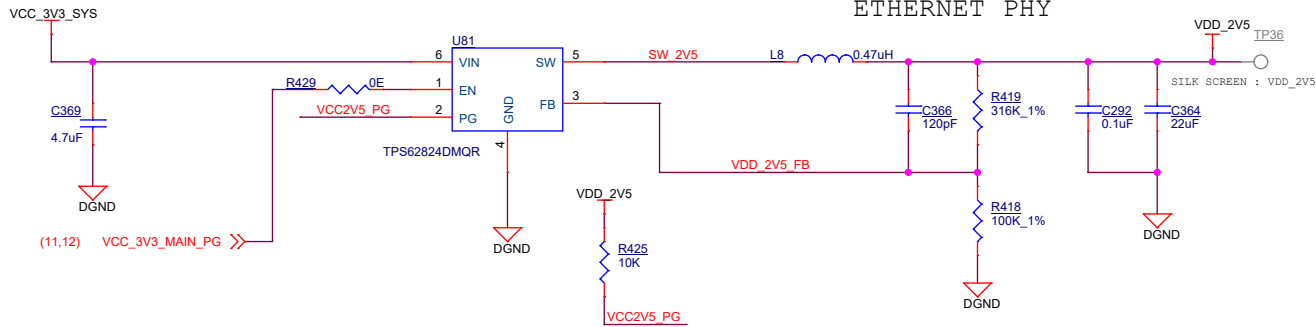 ETHERNET PHY
VCC_3V3_SYS
VDD_2V5
TP36
U81
6 VIN
SW 5
SW_2V5
L8
0.47uH
SILK SCREEN : VDD_2V5
R429
0E
1 EN
FB 3
VCC2V5_PG
2 PG
GND
4
C369
4.7uF
C366
120pF
R419
316K_1%
C292
0.1uF
C364
22uF
TPS62824DMQR
VDD_2V5_FB
DGND
VDD_2V5
R418
100K_1%
(11,12) VCC_3V3_MAIN_PG
DGND
R425
10K
DGND
DGND
VCC2V5_PG